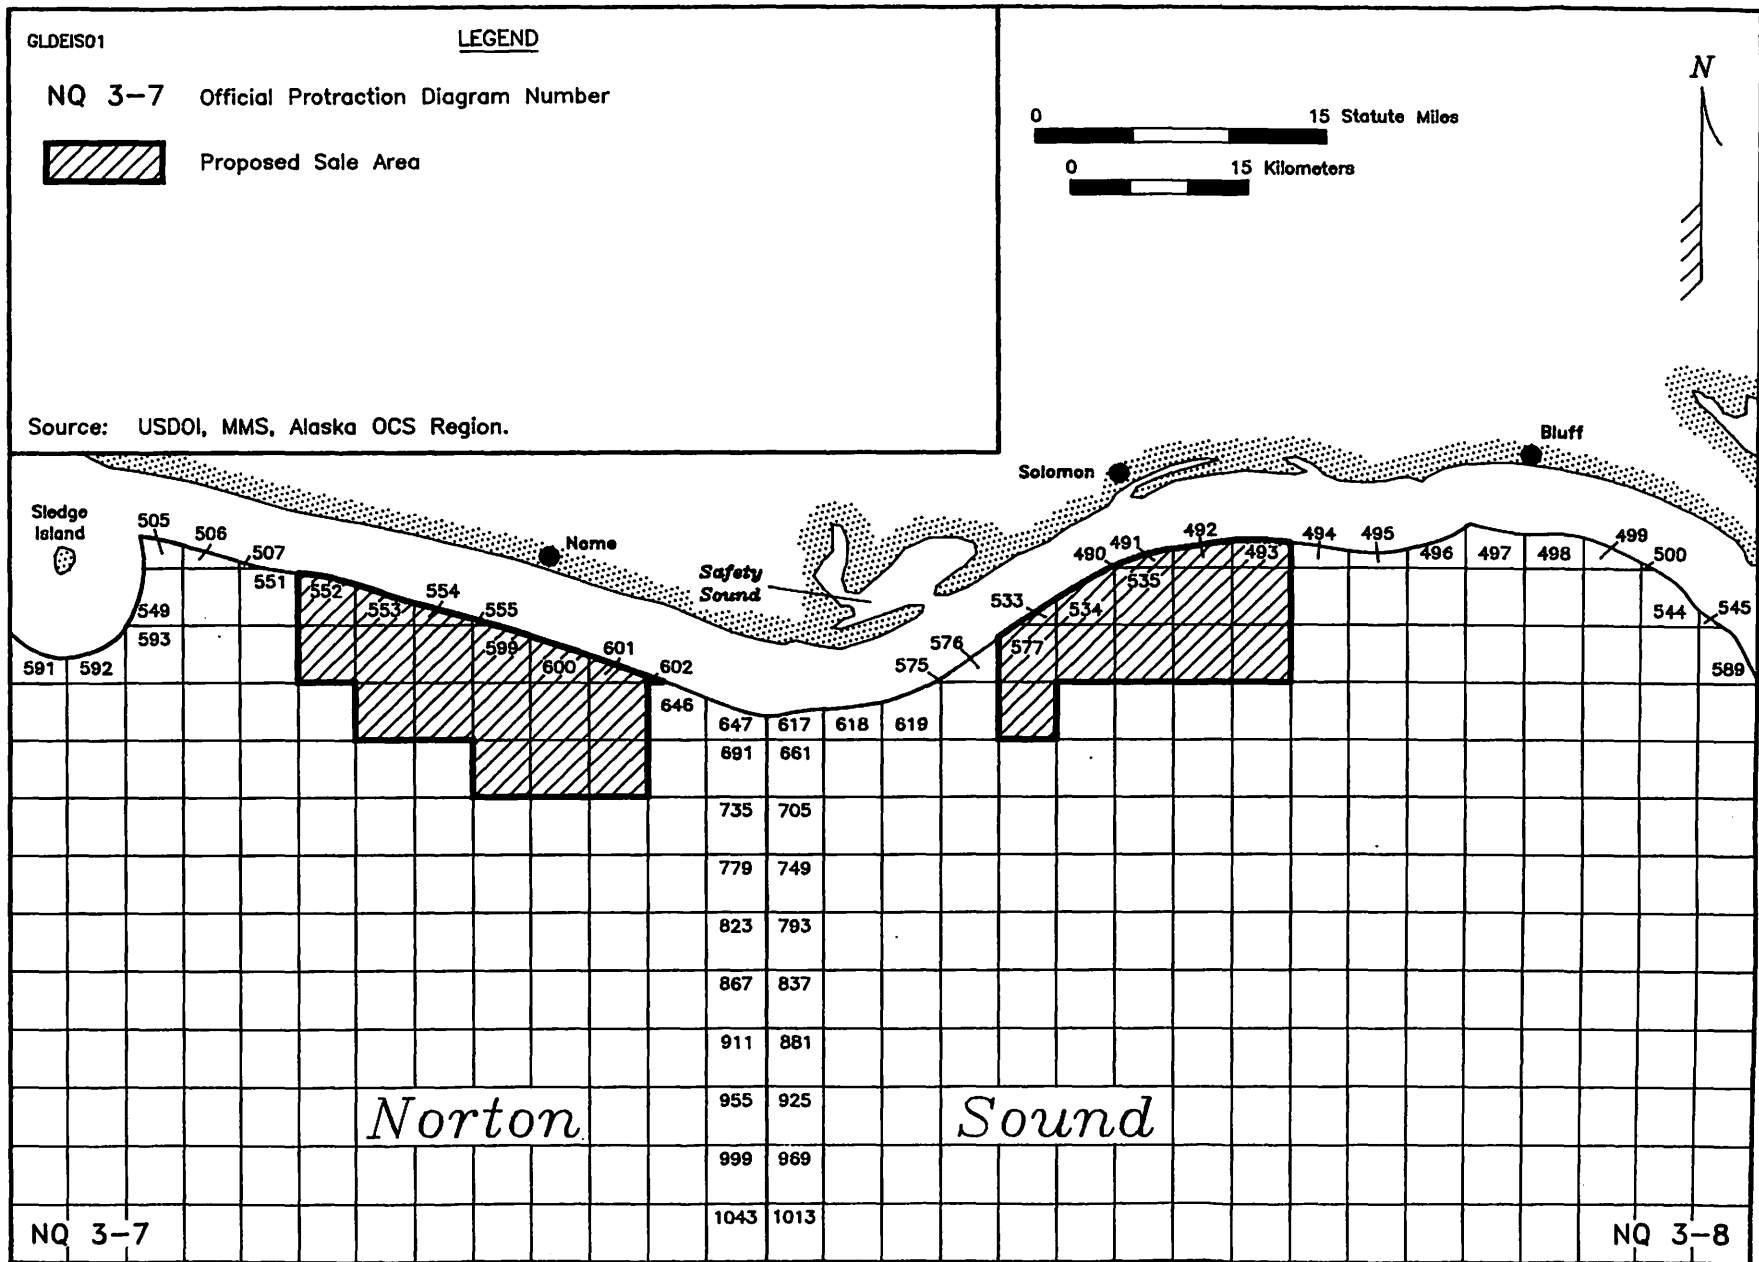 GLDEIS01
LEGEND
NQ 3-7 Official Protraction Diagram Number
Proposed Sale Area
Source: USDOI, MMS, Alaska OCS Region.
N
0 15 Statute Miles
0 15 Kilometers
Bluff
Solomon
Sledge
Island
Nome
Safety
Sound
505
506
507
551
549
593
591
592
552
553
554
555
599
600
601
602
646
647
617
618
619
575
576
533
577
534
490
491
535
492
493
494
495
496
497
498
499
500
544
545
589
691 661
735 705
779 749
823 793
867 837
911 881
955 925
Norton Sound
999 969
1043 1013
NQ 3-7
NQ 3-8